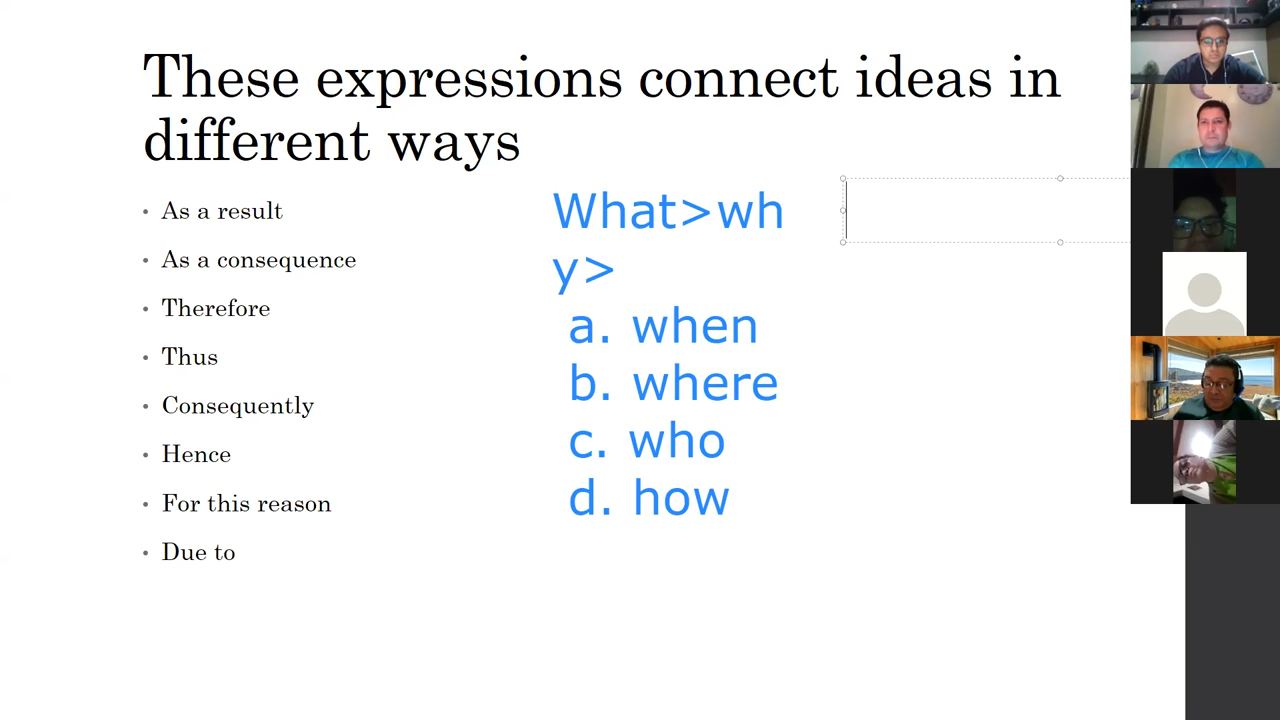 These expressions connect ideas in
different ways
• As a result
• As a consequence
• Therefore
• Thus
• Consequently
• Hence
• For this reason
• Due to
What>wh
y>
a. when
b. where
c. who
d. how